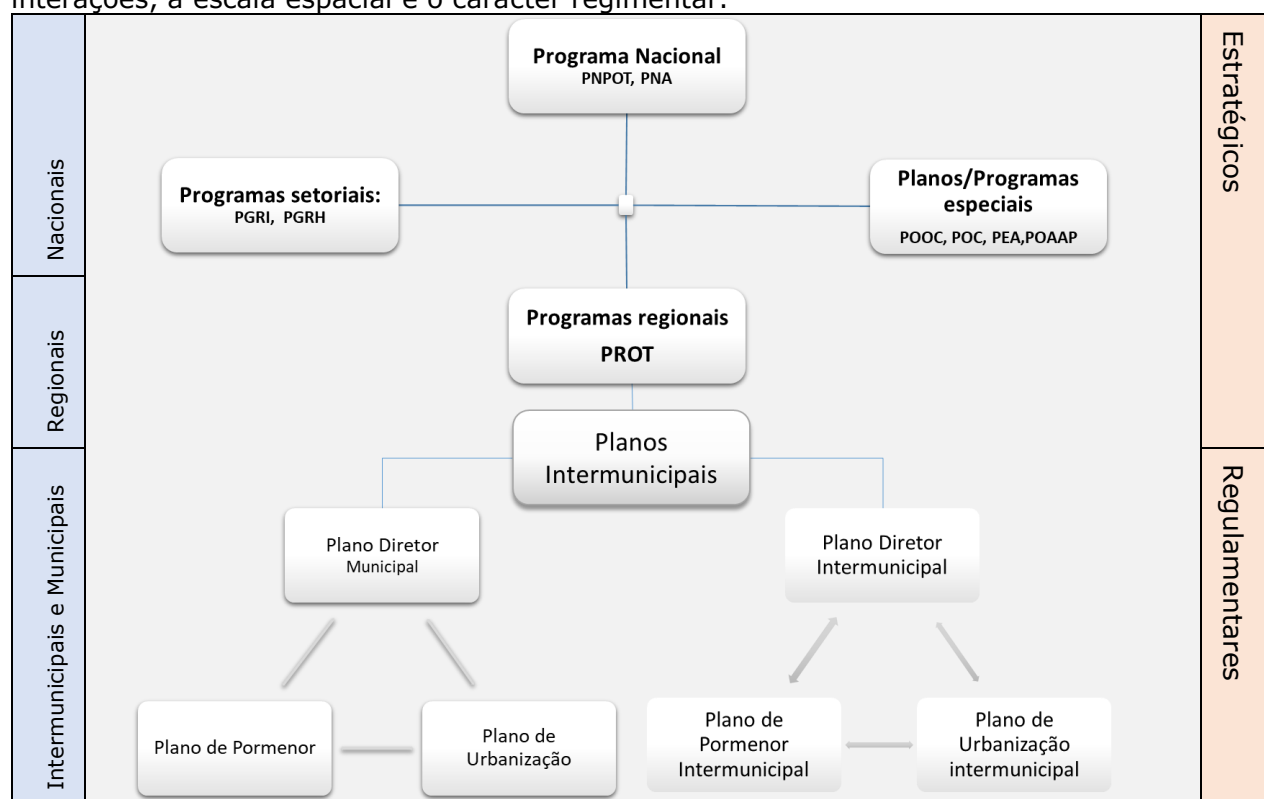 interações, a escala espacial e o carácter regimentar.
Nacionais
Regionais
Intermunicipais e Municipais
Programa Nacional
PNPOT, PNA
Programas setoriais:
PGRI, PGRH
Planos/Programas
especiais
POOC, POC, PEA,POAAP
Programas regionais
PROT
Planos
Intermunicipais
Plano Diretor
Municipal
Plano Diretor
Intermunicipal
Plano de Pormenor
Plano de
Urbanização
Plano de
Pormenor
Intermunicipal
Plano de
Urbanização
intermunicipal
Estratégicos
Regulamentares